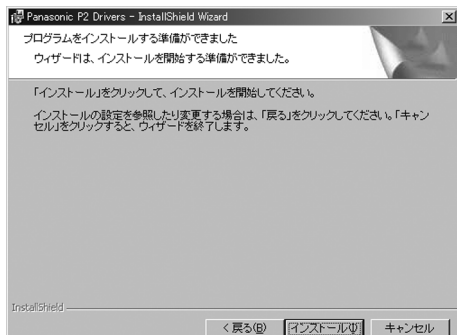 Panasonic P2 Drivers - InstallShield Wizard
プログラムをインストールする準備ができました
ウィザードは、インストールを開始する準備ができました。
「インストール」をクリックして、インストールを開始してください。
インストールの設定を参照したり変更する場合は、「戻る」をクリックしてください。「キャン
セル」をクリックすると、ウィザードを終了します。
InstallShield
< 戻る(B) インストール(I) キャンセル